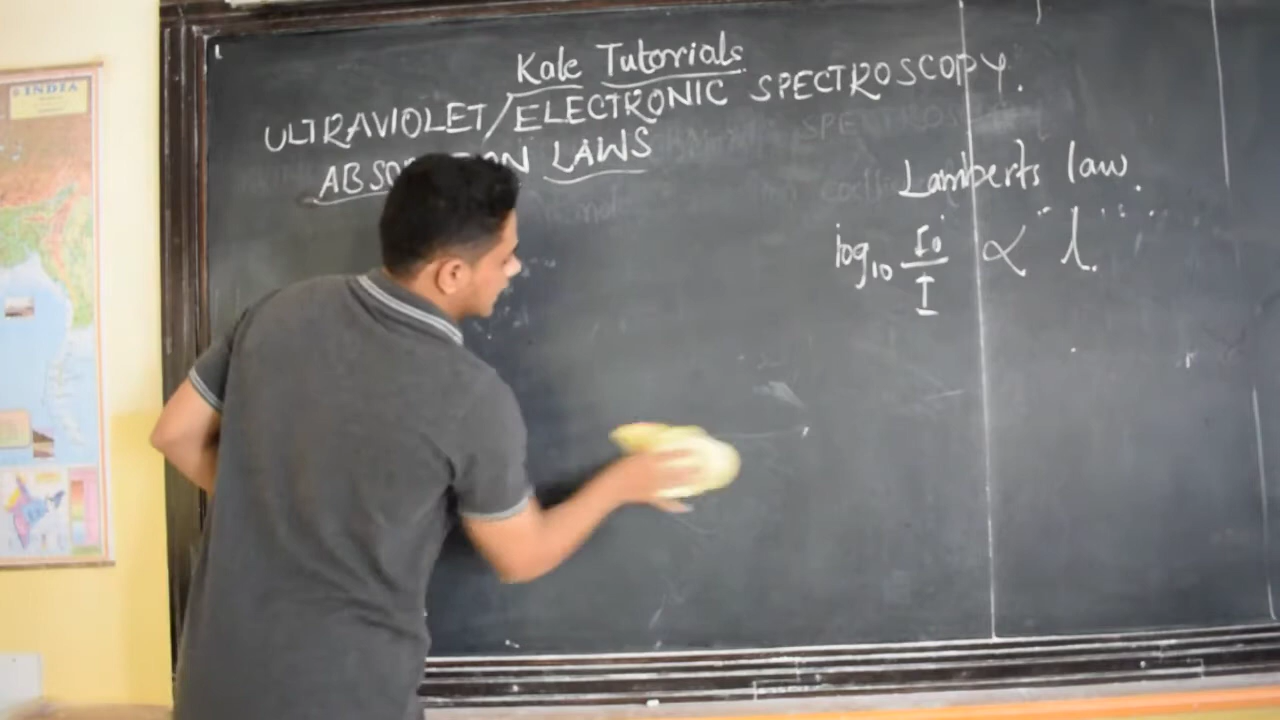 INDIA
Kale Tutorials
ULTRAVIOLET/ELECTRONIC SPECTROSCOPY.
LAWS
Lamberts law.
log10 I0/I ∝ l.